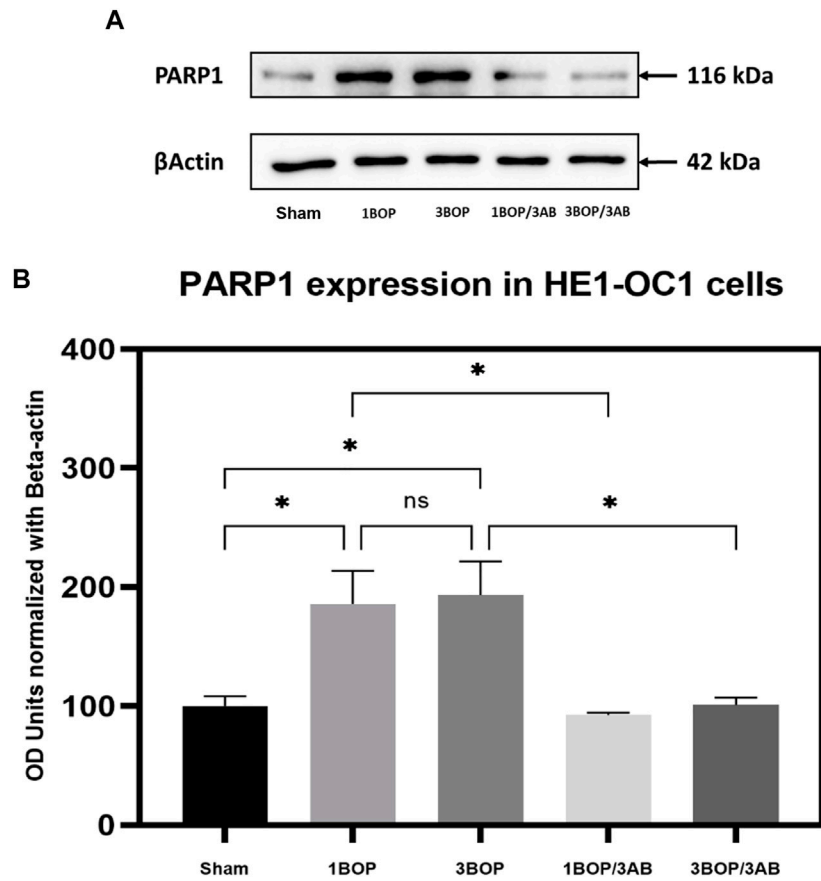 A
PARP1 116 kDa
βActin 42 kDa
Sham 1BOP 3BOP 1BOP/3AB 3BOP/3AB
B
PARP1 expression in HE1-OC1 cells
OD Units normalized with Beta-actin
400
300
200
100
0
*
*
* ns *
Sham 1BOP 3BOP 1BOP/3AB 3BOP/3AB